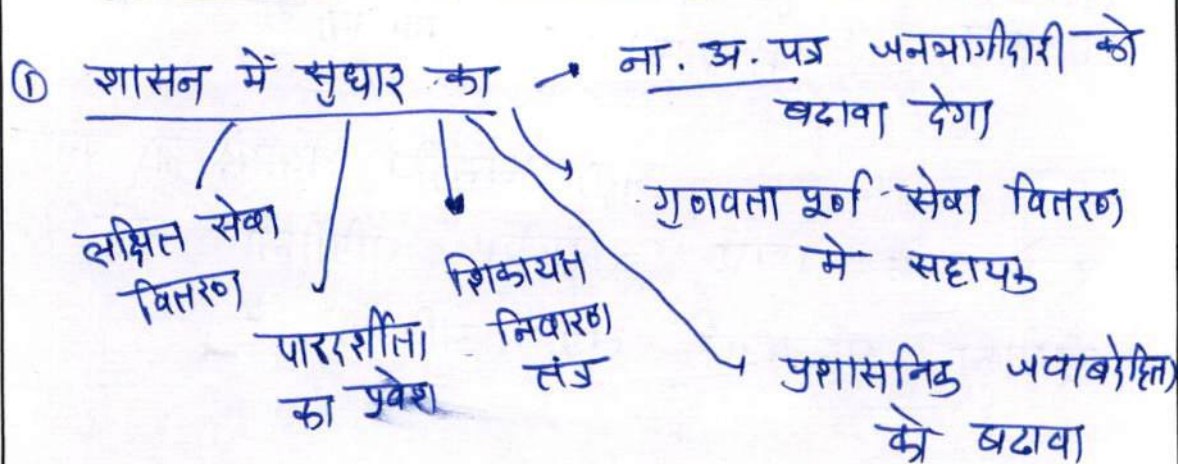 ① शासन में सुधार का → ना. अ. पत्र जनभागीदारी को
बढावा देगा
गुणवता पूर्ण सेवा वितरण
मे सहायक
लक्षित सेवा
वितरण
पारदर्शीता
का प्रवेश
शिकायत
निवारण
तंत्र
प्रशासनिक जवाबदेहिता
को बढावा